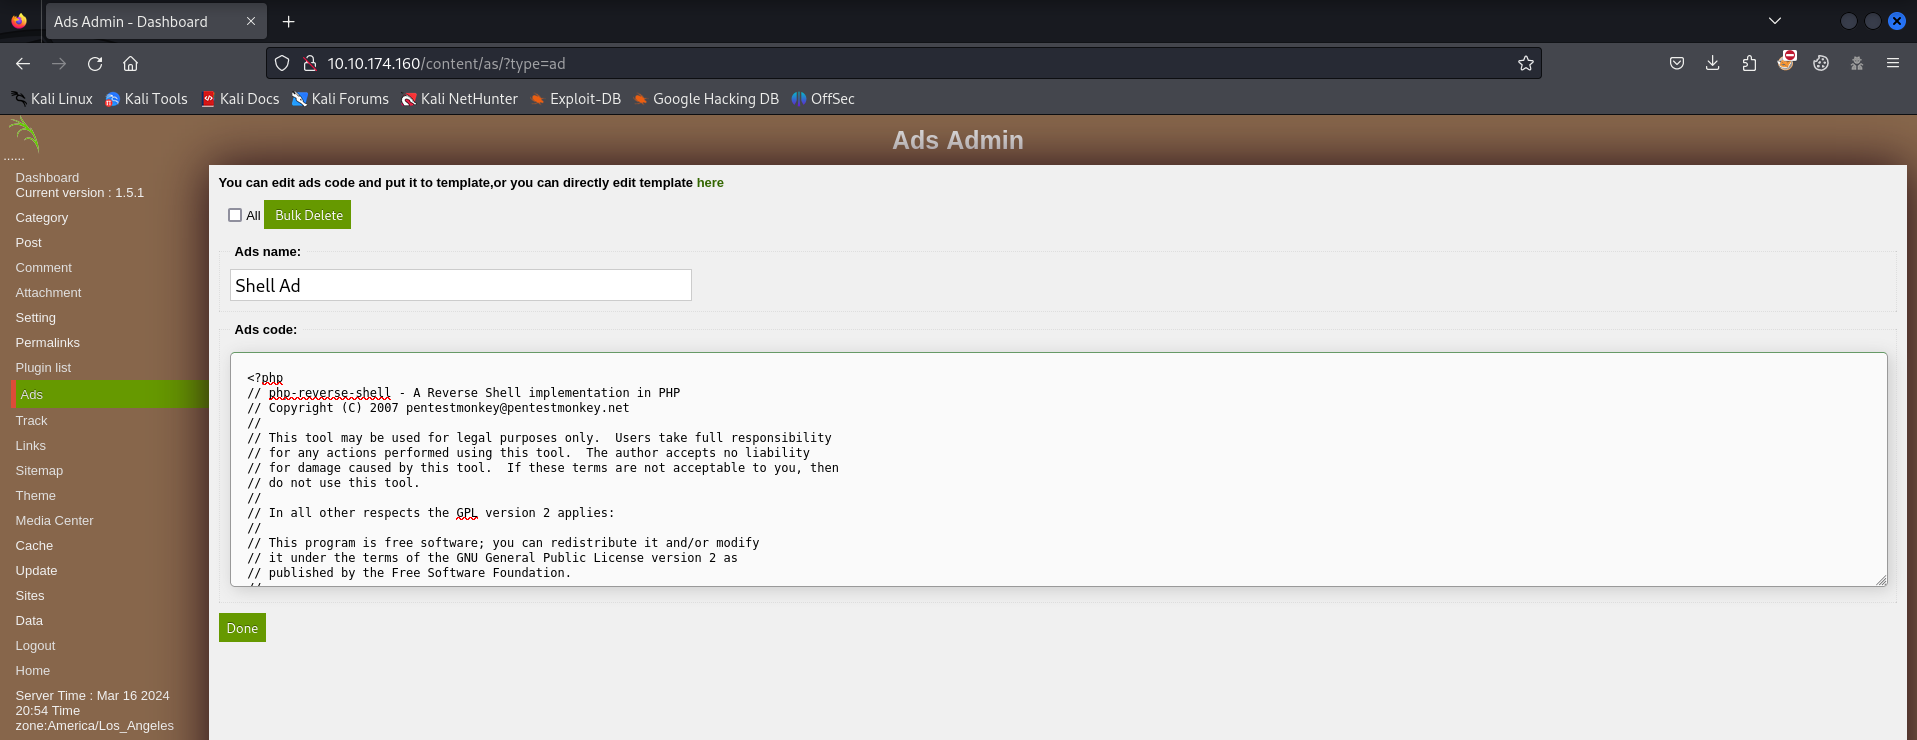 Ads Admin - Dashboard
10.10.174.160/content/as/?type=ad
Kali Linux Kali Tools Kali Docs Kali Forums Kali NetHunter Exploit-DB Google Hacking DB OffSec
Ads Admin
......
Dashboard
Current version : 1.5.1
Category
Post
Comment
Attachment
Setting
Permalinks
Plugin list
Ads
Track
Links
Sitemap
Theme
Media Center
Cache
Update
Sites
Data
Logout
Home
Server Time : Mar 16 2024
20:54 Time
zone:America/Los_Angeles
You can edit ads code and put it to template,or you can directly edit template here
All Bulk Delete
Ads name:
Shell Ad
Ads code:
<?php
// php-reverse-shell - A Reverse Shell implementation in PHP
// Copyright (C) 2007 pentestmonkey@pentestmonkey.net
//
// This tool may be used for legal purposes only.  Users take full responsibility
// for any actions performed using this tool.  The author accepts no liability
// for damage caused by this tool.  If these terms are not acceptable to you, then
// do not use this tool.
//
// In all other respects the GPL version 2 applies:
//
// This program is free software; you can redistribute it and/or modify
// it under the terms of the GNU General Public License version 2 as
// published by the Free Software Foundation.
//
Done